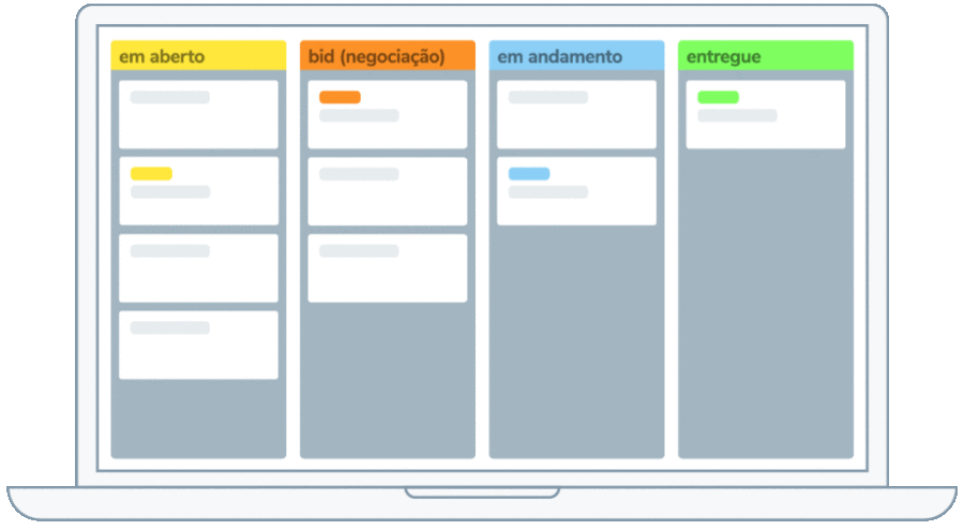 em aberto
bid (negociação)
em andamento
entregue